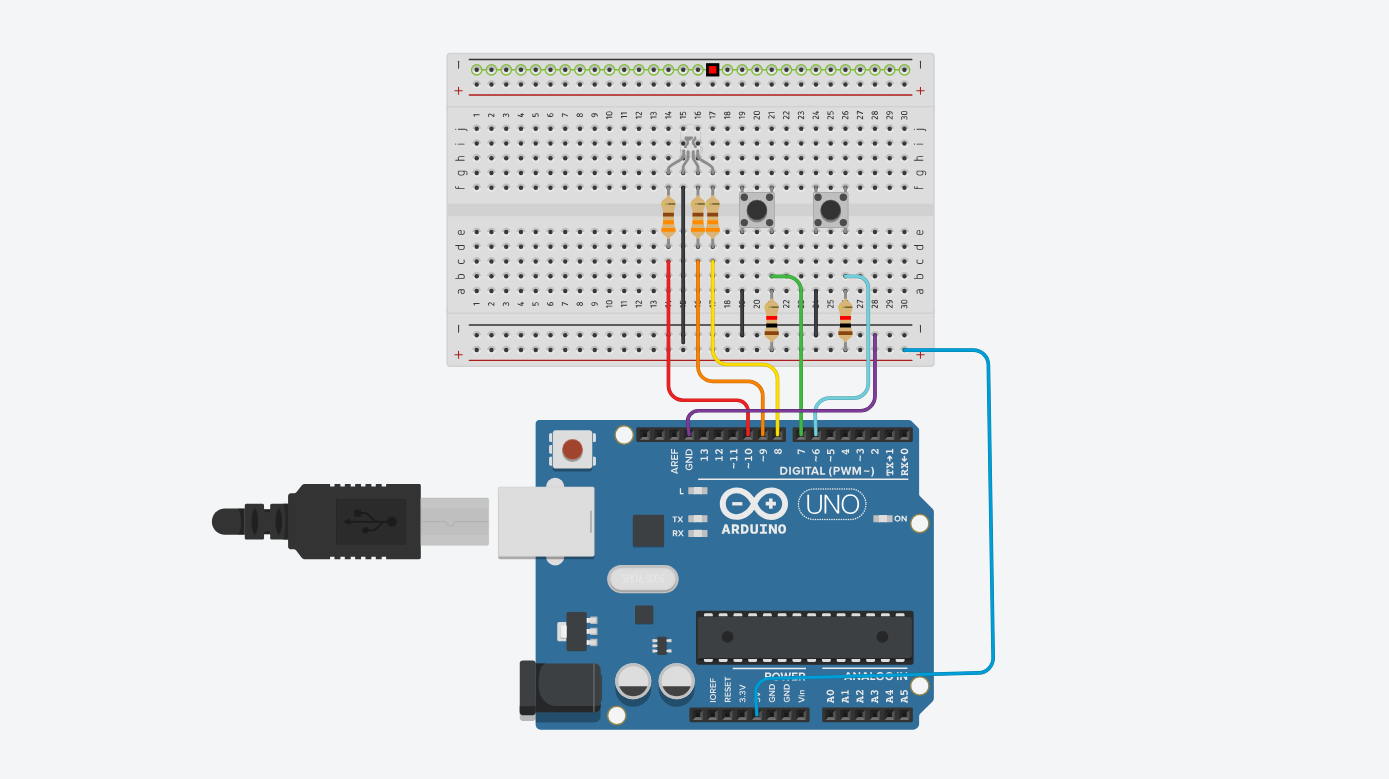 − −
+ +
1 2 3 4 5 6 7 8 9 10 11 12 13 14 15 16 17 18 19 20 21 22 23 24 25 26 27 28 29 30
j j
i i
h h
g g
f f
e e
d d
c c
b b
a a
1 2 3 4 5 6 7 8 9 10 11 12 13 14 15 16 17 18 19 20 22 24 25 27 28 29 30
− −
+ +
AREF GND 13 12 ~11 ~10 ~9 8 7 ~6 ~5 4 ~3 2 TX→1 RX←0
DIGITAL (PWM~)
L
− +
UNO
TX
ON
RX
ARDUINO
POWER ANALOG IN
IOREF RESET 3.3V 5V GND GND Vin A0 A1 A2 A3 A4 A5